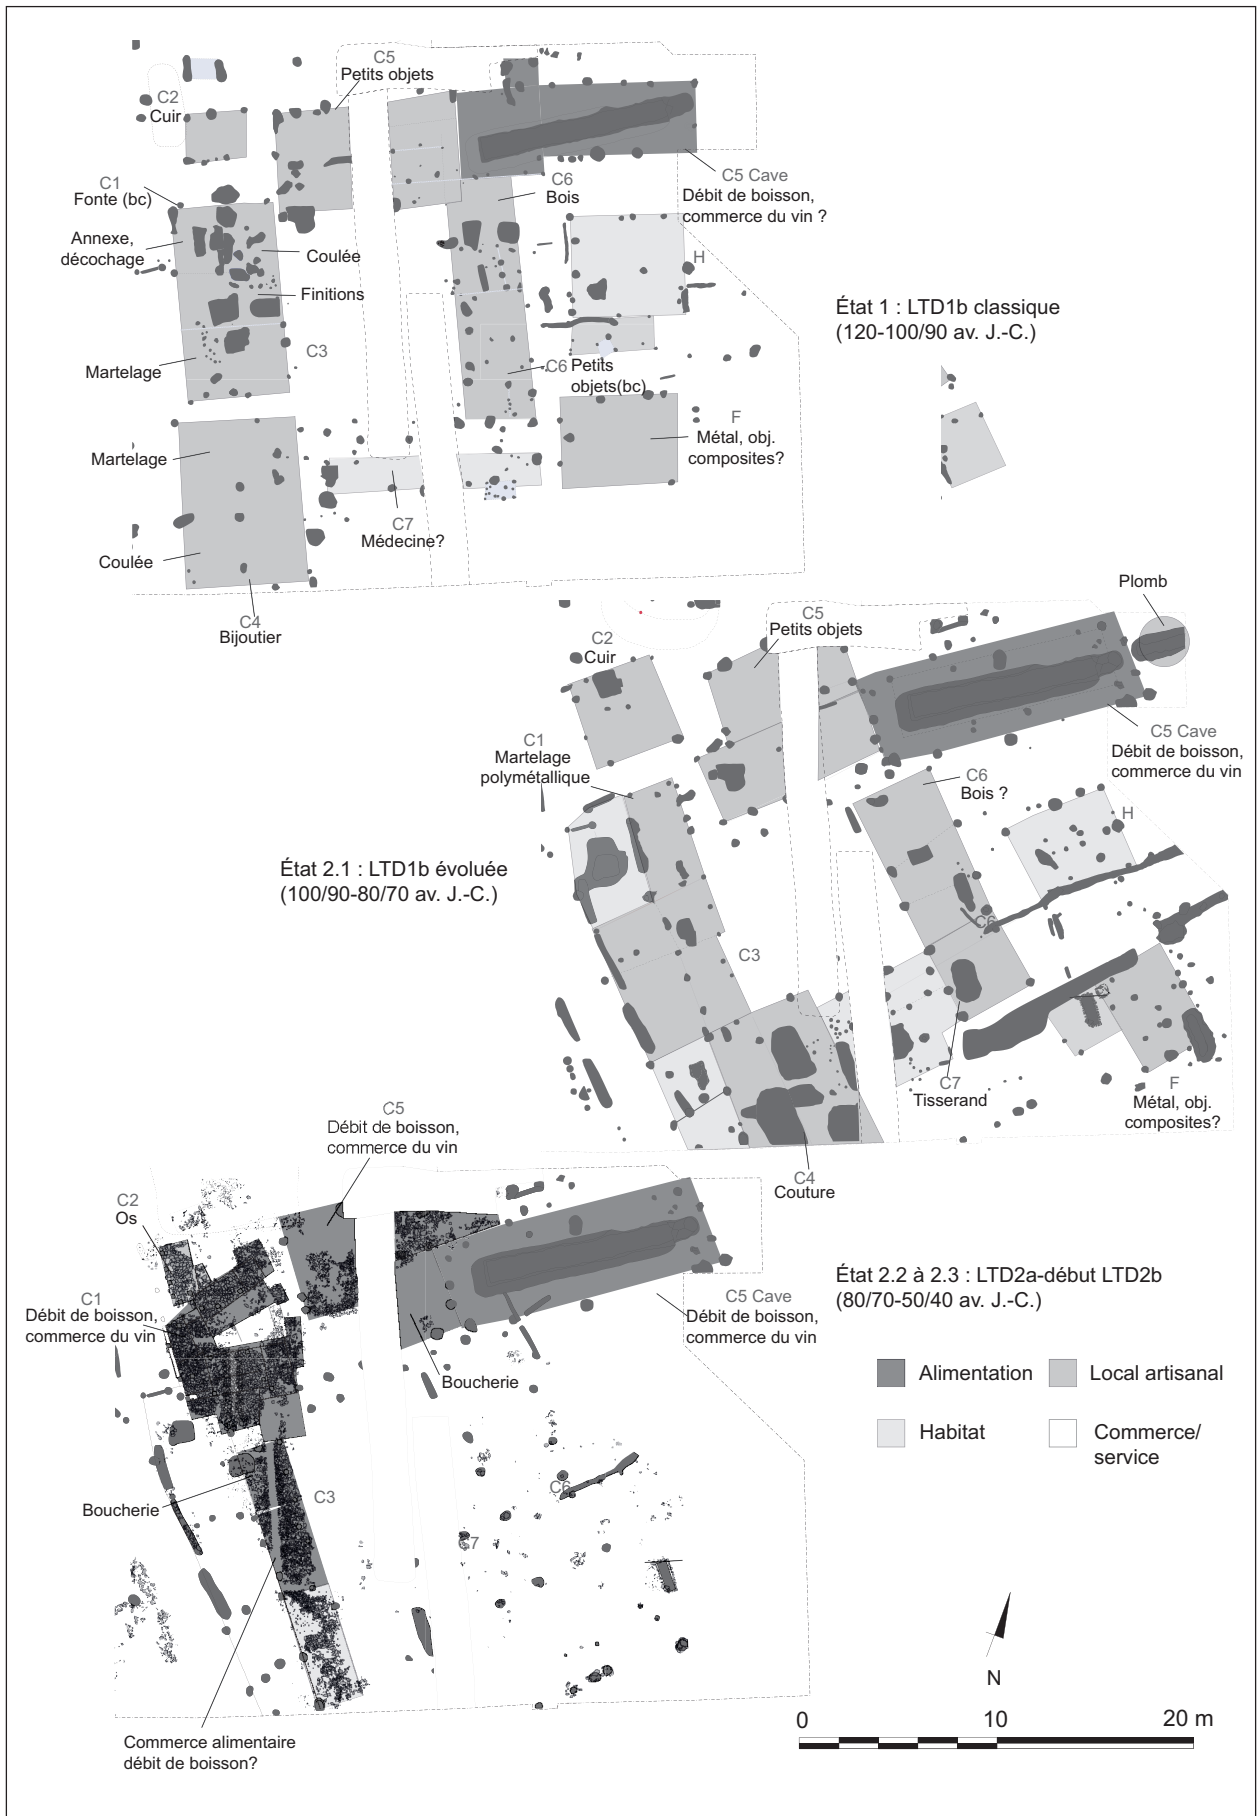 C5
Petits objets
C2
Cuir
C1
Fonte (bc)
Annexe,
décochage
Coulée
Finitions
C3
Martelage
Martelage
Coulée
C4
Bijoutier
C6
Bois
C5 Cave
Débit de boisson,
commerce du vin ?
H
C6 Petits
objets(bc)
F
Métal, obj.
composites?
C7
Médecine?
État 1 : LTD1b classique
(120-100/90 av. J.-C.)
Plomb
C5
Petits objets
C2
Cuir
C1
Martelage
polymétallique
C5 Cave
Débit de boisson,
commerce du vin
C6
Bois ?
H
État 2.1 : LTD1b évoluée
(100/90-80/70 av. J.-C.)
C6
C3
C7
Tisserand
F
Métal, obj.
composites?
C4
Couture
C5
Débit de boisson,
commerce du vin
C2
Os
C1
Débit de boisson,
commerce du vin
C5 Cave
Débit de boisson,
commerce du vin
Boucherie
État 2.2 à 2.3 : LTD2a-début LTD2b
(80/70-50/40 av. J.-C.)
Alimentation
Local artisanal
Habitat
Commerce/
service
Boucherie
C3
C6
7
Commerce alimentaire
débit de boisson?
N
0 10 20 m